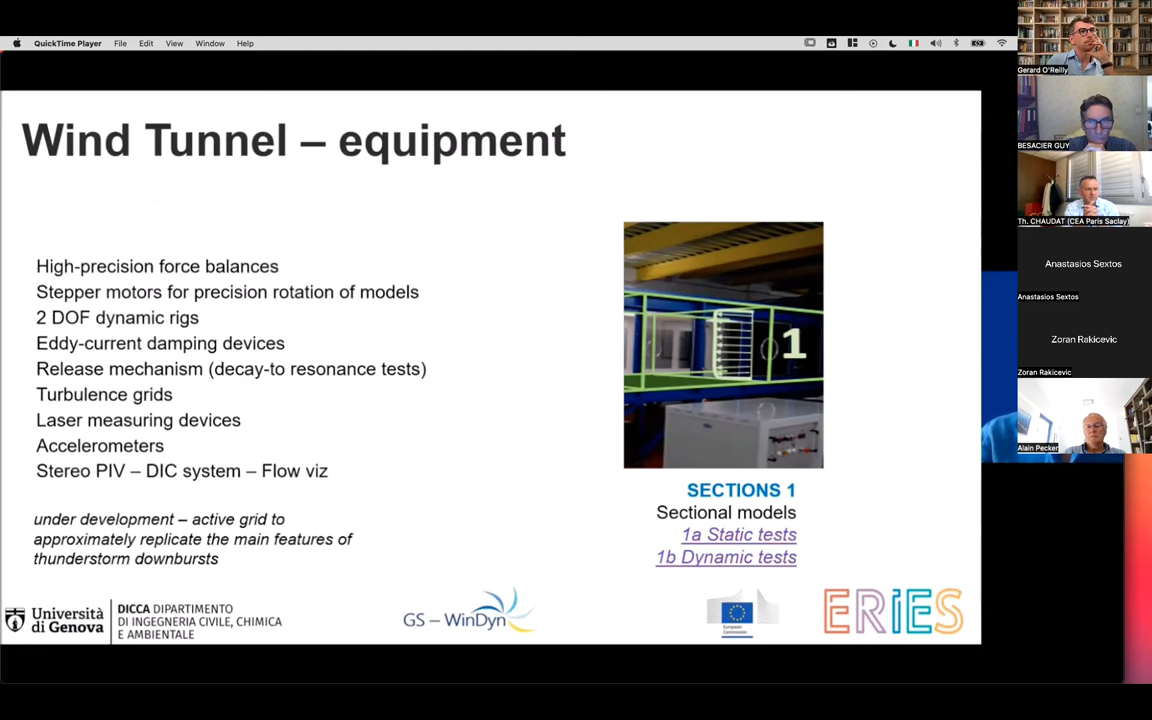 QuickTime Player File Edit View Window Help
Wind Tunnel – equipment
High-precision force balances
Stepper motors for precision rotation of models
2 DOF dynamic rigs
Eddy-current damping devices
Release mechanism (decay-to resonance tests)
Turbulence grids
Laser measuring devices
Accelerometers
Stereo PIV – DIC system – Flow viz
under development – active grid to
approximately replicate the main features of
thunderstorm downbursts
1
SECTIONS 1
Sectional models
1a Static tests
1b Dynamic tests
Università
di Genova
DICCA DIPARTIMENTO
DI INGEGNERIA CIVILE, CHIMICA
E AMBIENTALE
GS – WinDyn
European
Commission
ERIES
Gerard O'Reilly
BESACIER GUY
Th. CHAUDAT (CEA Paris Saclay)
Anastasios Sextos
Anastasios Sextos
Zoran Rakicevic
Zoran Rakicevic
Alain Pecker